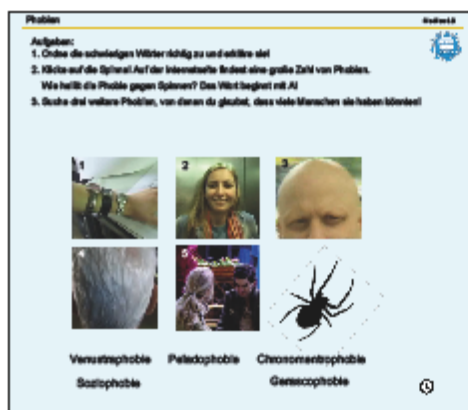 Phobien
Aufgaben:
1. Ordne die schwierigen Wörter richtig zu und erkläre sie!
2. Klicke auf die Spinne! Auf der Internetseite findest eine große Zahl von Phobien.
Wie heißt die Phobie gegen Spinnen? Das Wort beginnt mit A!
3. Suche drei weitere Phobien, von denen du glaubst, dass viele Menschen sie haben könnten!
1
2
3
5
Venustraphobie Peladophobie Chronomentrophobie
Soziophobie Gerascophobie